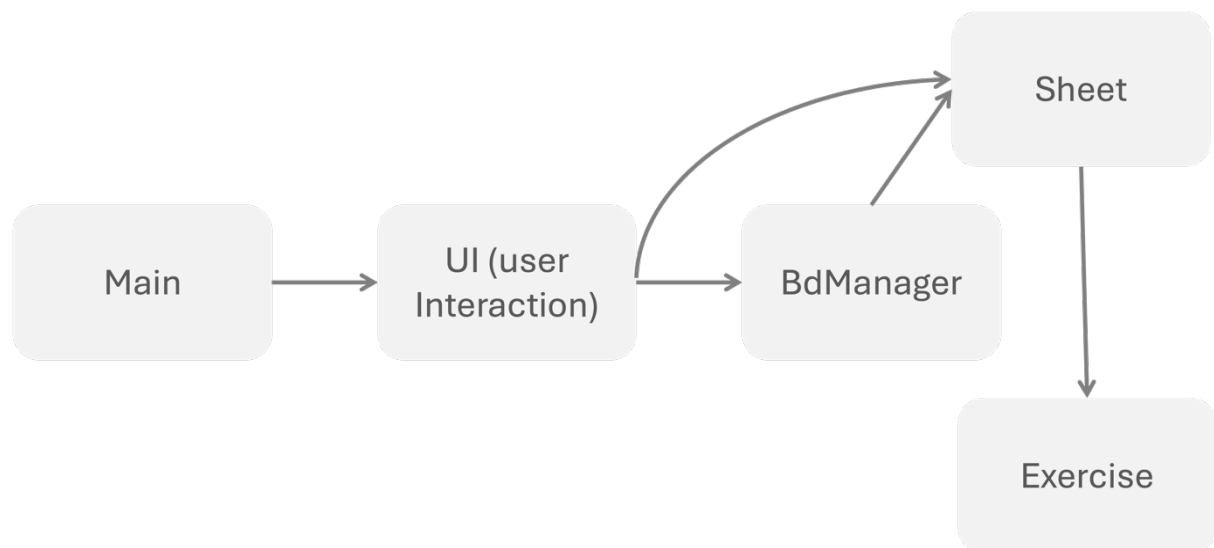 Sheet
Main
UI (user
Interaction)
BdManager
Exercise